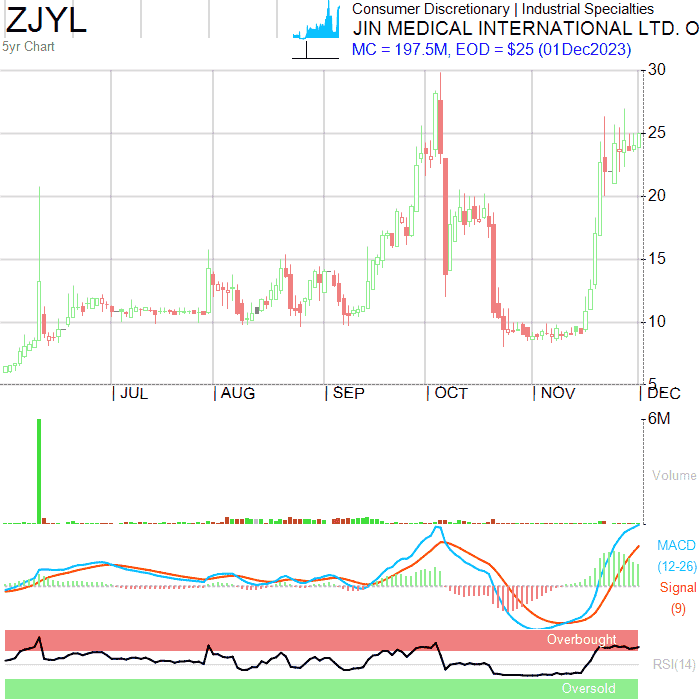 ZJYL
5yr Chart
Consumer Discretionary | Industrial Specialties
JIN MEDICAL INTERNATIONAL LTD. O
MC = 197.5M, EOD = $25 (01Dec2023)
30
25
20
15
10
5
| JUL | AUG | SEP | OCT | NOV | DEC
6M
Volume
MACD
(12-26)
Signal
(9)
Overbought
RSI(14)
Oversold